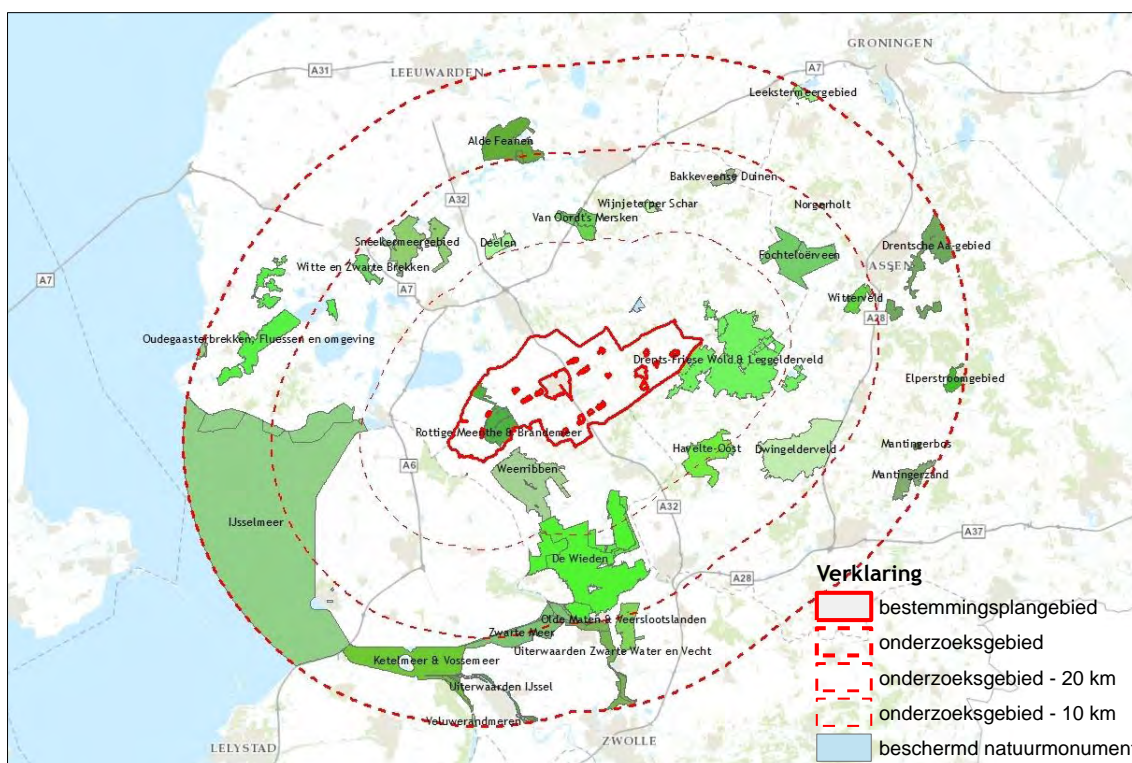 GRONINGEN
A7
A31
LEEUWARDEN
Leekstermeergebied
Alde Feanen
Bakkeveense Duinen
A32
Wijnjeterper Schar
Norgerholt
Van Oordt's Mersken
Sneekermeergebied
Deelen
Drentsche Aa-gebied
Fochteloërveen
ASSEN
Witte en Zwarte Brekken
A7
A7
Witterveld
A28
Oudegaasterbrekken, Fluessen en omgeving
Drents-Friese Wold & Leggelderveld
Elperstroomgebied
Rottige Meenthe & Brandemeer
Havelte-Oost
Dwingelderveld
Mantingerbos
A6
Weerribben
Mantingerzand
IJsselmeer
A32
A37
De Wieden
A28
Olde Maten & Veerslootslanden
Zwarte Meer
Uiterwaarden Zwarte Water en Vecht
Ketelmeer & Vossemeer
Uiterwaarden IJssel
Veluwerandmeren
LELYSTAD
ZWOLLE
Verklaring
bestemmingsplangebied
onderzoeksgebied
onderzoeksgebied - 20 km
onderzoeksgebied - 10 km
beschermd natuurmonument